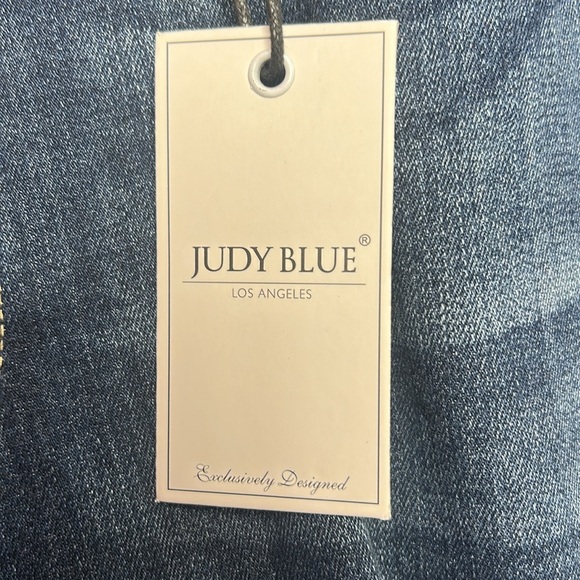 JUDY BLUE®
LOS ANGELES
Exclusively Designed